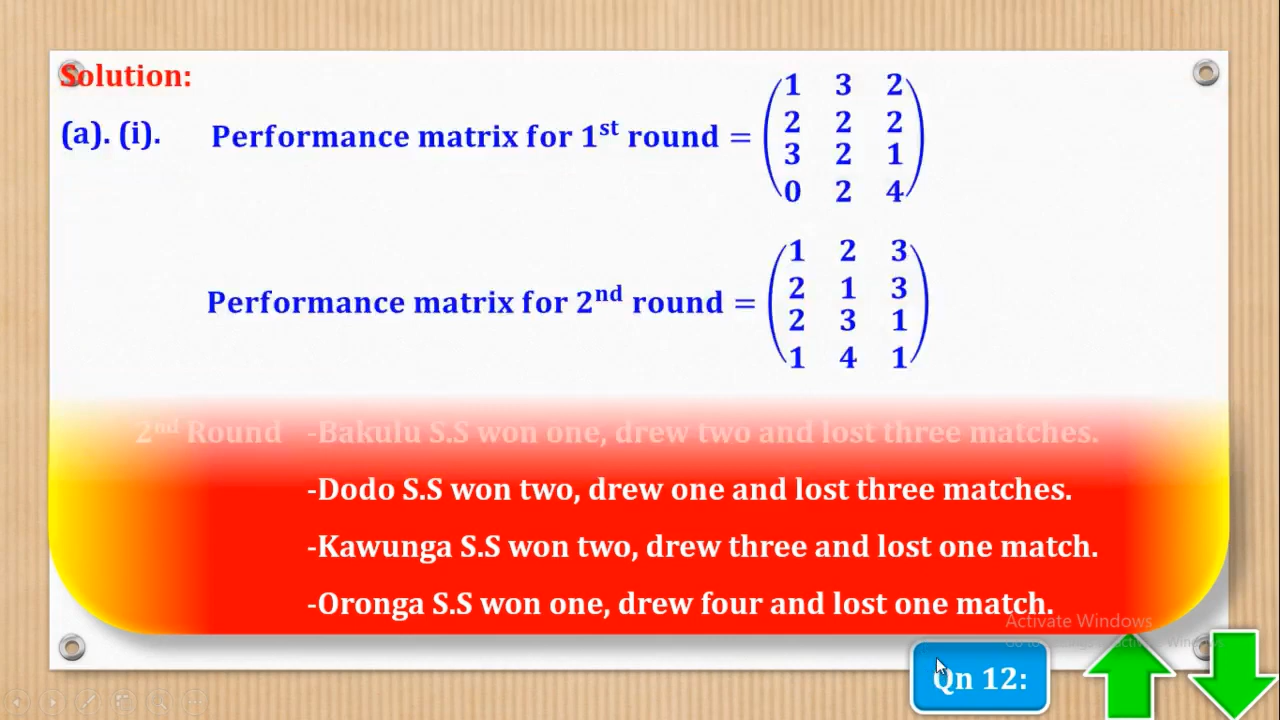 Solution:
(a). (i). Performance matrix for 1st round = (1 3 2
2 2 2
3 2 1
0 2 4)
Performance matrix for 2nd round = (1 2 3
2 1 3
2 3 1
1 4 1)
2nd Round -Bakulu S.S won one, drew two and lost three matches.
-Dodo S.S won two, drew one and lost three matches.
-Kawunga S.S won two, drew three and lost one match.
-Oronga S.S won one, drew four and lost one match.
Activate Windows
Qn 12: